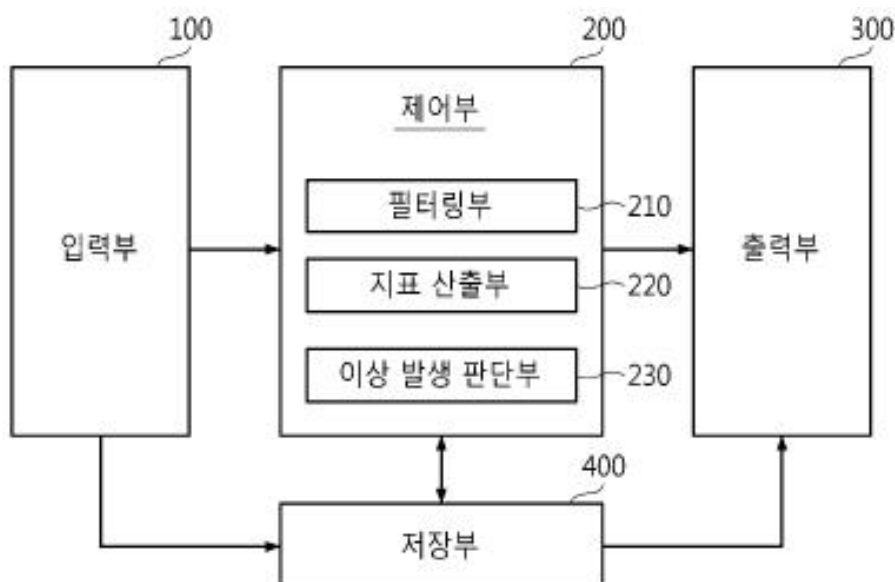 100
200
300
제어부
필터링부
210
입력부
출력부
지표 산출부
220
이상 발생 판단부
230
400
저장부